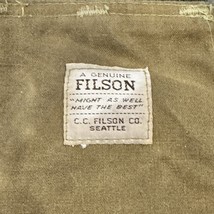 A GENUINE
FILSON
"MIGHT AS WELL
HAVE THE BEST"
C.C. FILSON CO.
SEATTLE